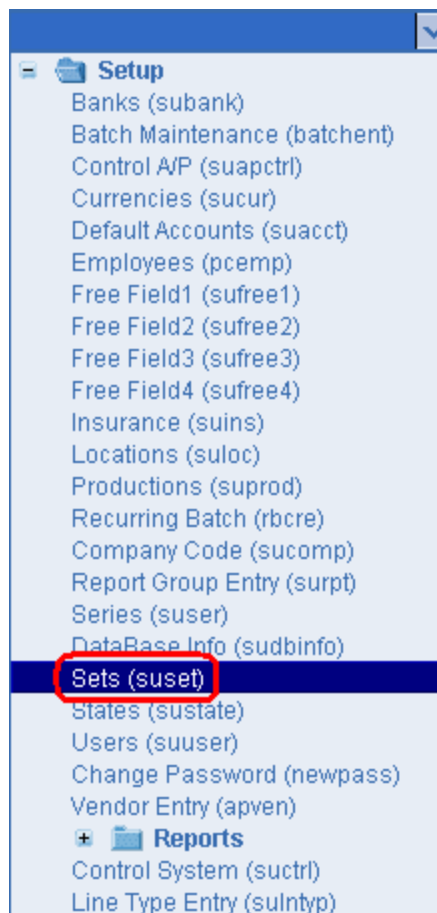 Setup
Banks (subank)
Batch Maintenance (batchent)
Control A/P (suapctrl)
Currencies (sucur)
Default Accounts (suacct)
Employees (pcemp)
Free Field1 (sufree1)
Free Field2 (sufree2)
Free Field3 (sufree3)
Free Field4 (sufree4)
Insurance (suins)
Locations (suloc)
Productions (suprod)
Recurring Batch (rbcre)
Company Code (sucomp)
Report Group Entry (surpt)
Series (suser)
DataBase Info (sudbinfo)
Sets (suset)
States (sustate)
Users (suuser)
Change Password (newpass)
Vendor Entry (apven)
Reports
Control System (suctrl)
Line Type Entry (sulntyp)